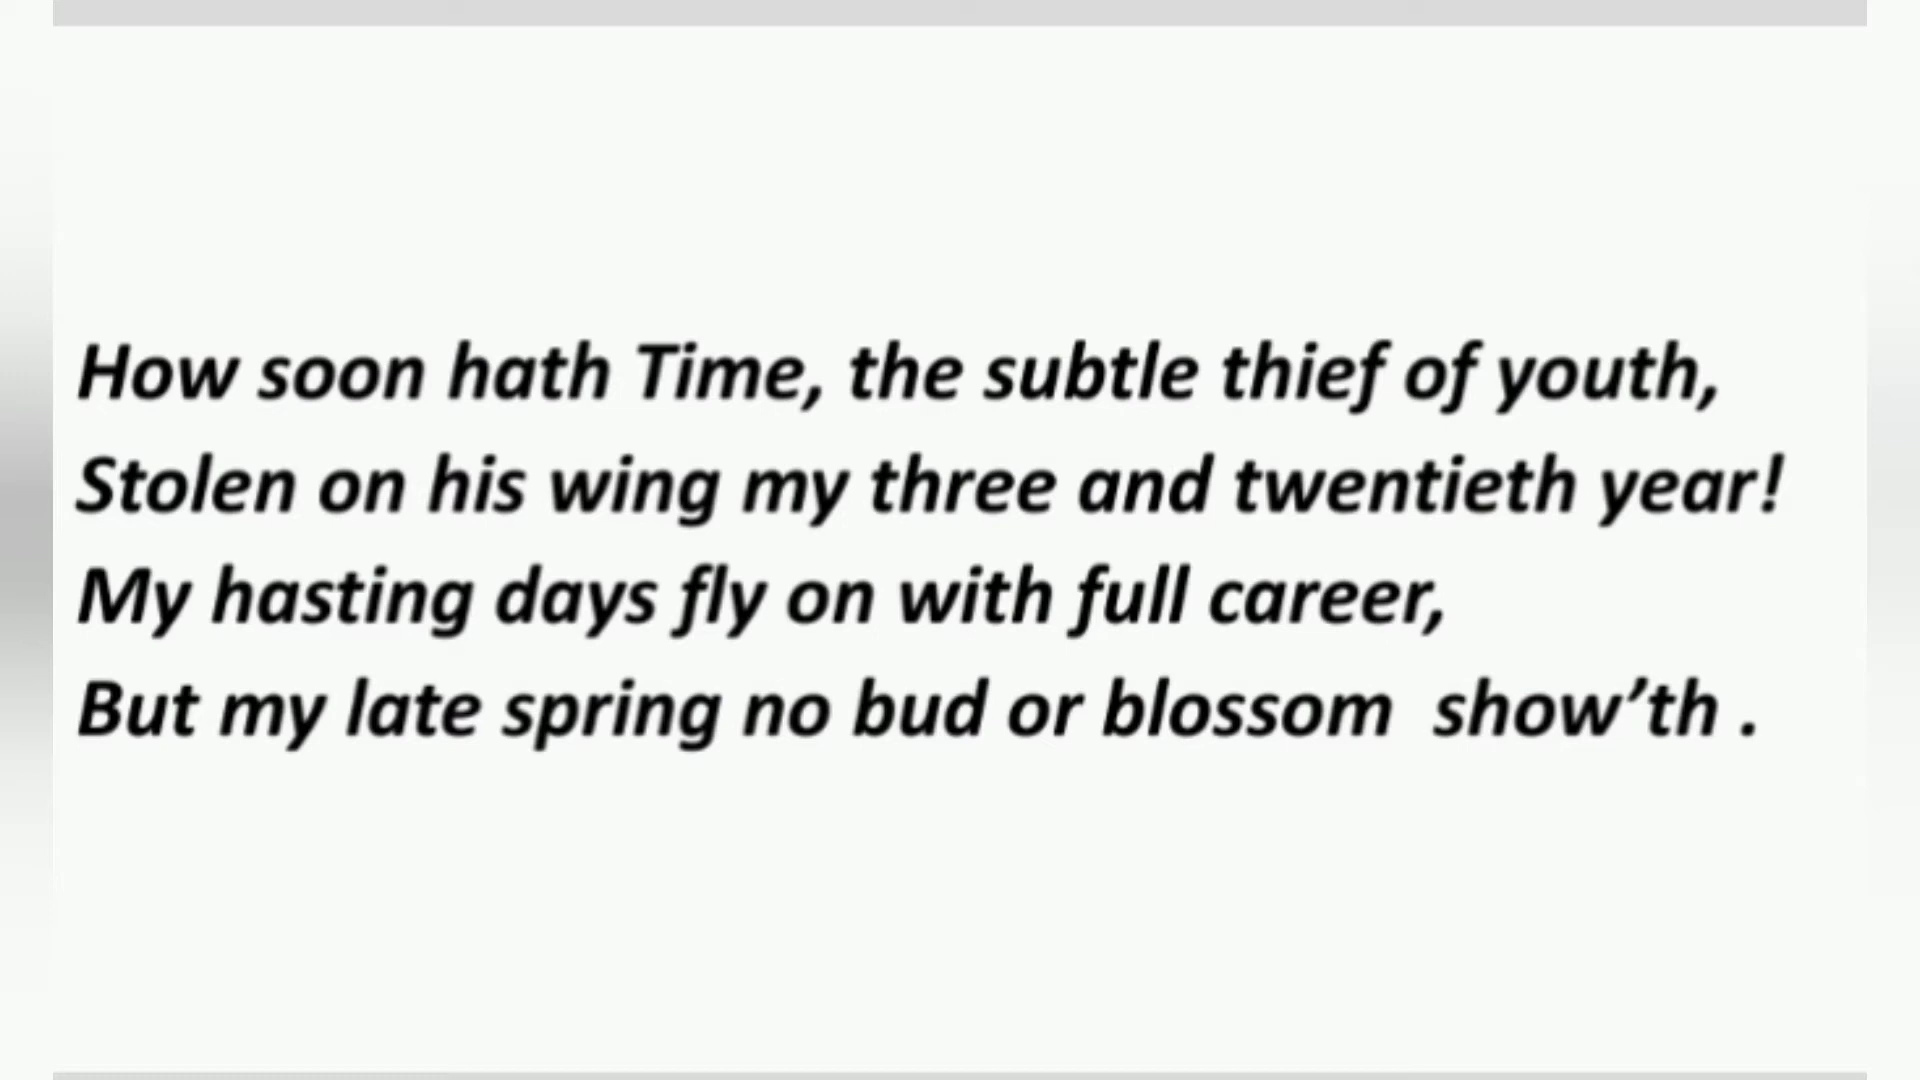 How soon hath Time, the subtle thief of youth,
Stolen on his wing my three and twentieth year!
My hasting days fly on with full career,
But my late spring no bud or blossom  show’th .